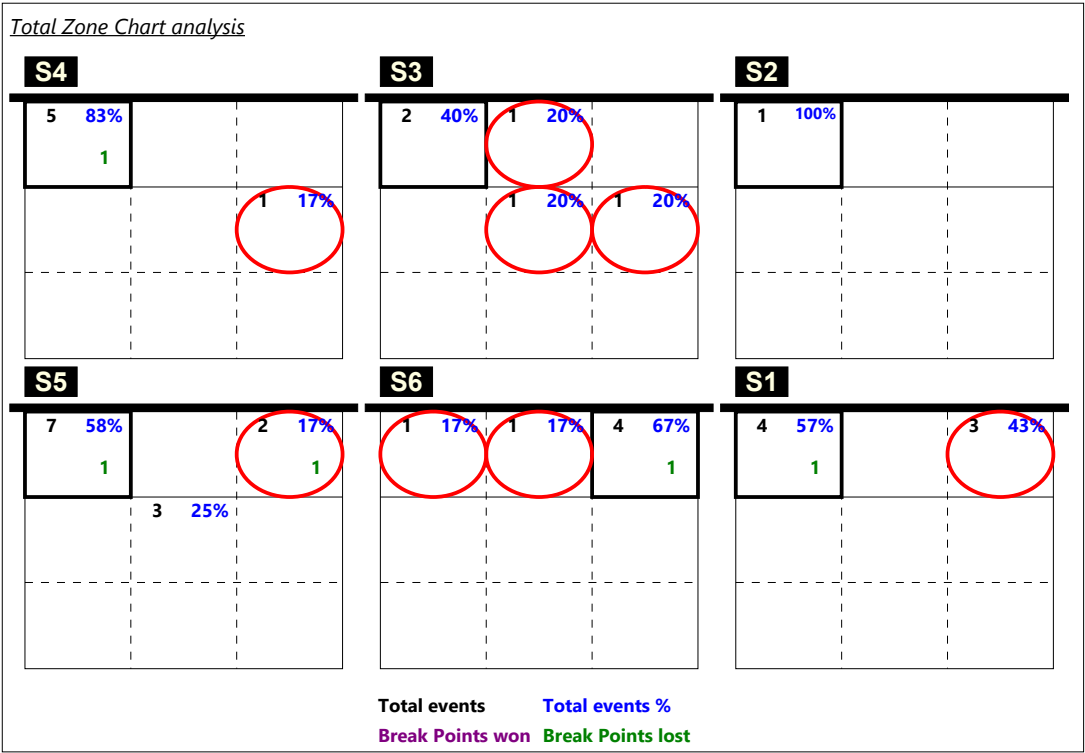 Total Zone Chart analysis
S4 S3 S2
5 83% 2 40% 1 20% 1 100%
1
1 17% 1 20% 1 20%
S5 S6 S1
7 58% 2 17% 1 17% 1 17% 4 67% 4 57% 3 43%
1 1 1 1
3 25%
Total events Total events %
Break Points won Break Points lost